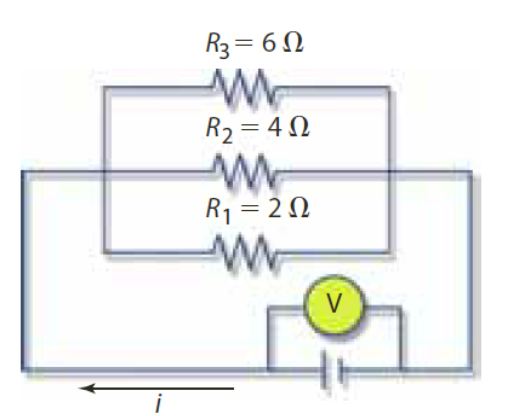 R₃ = 6 Ω
R₂ = 4 Ω
R₁ = 2 Ω
V
i